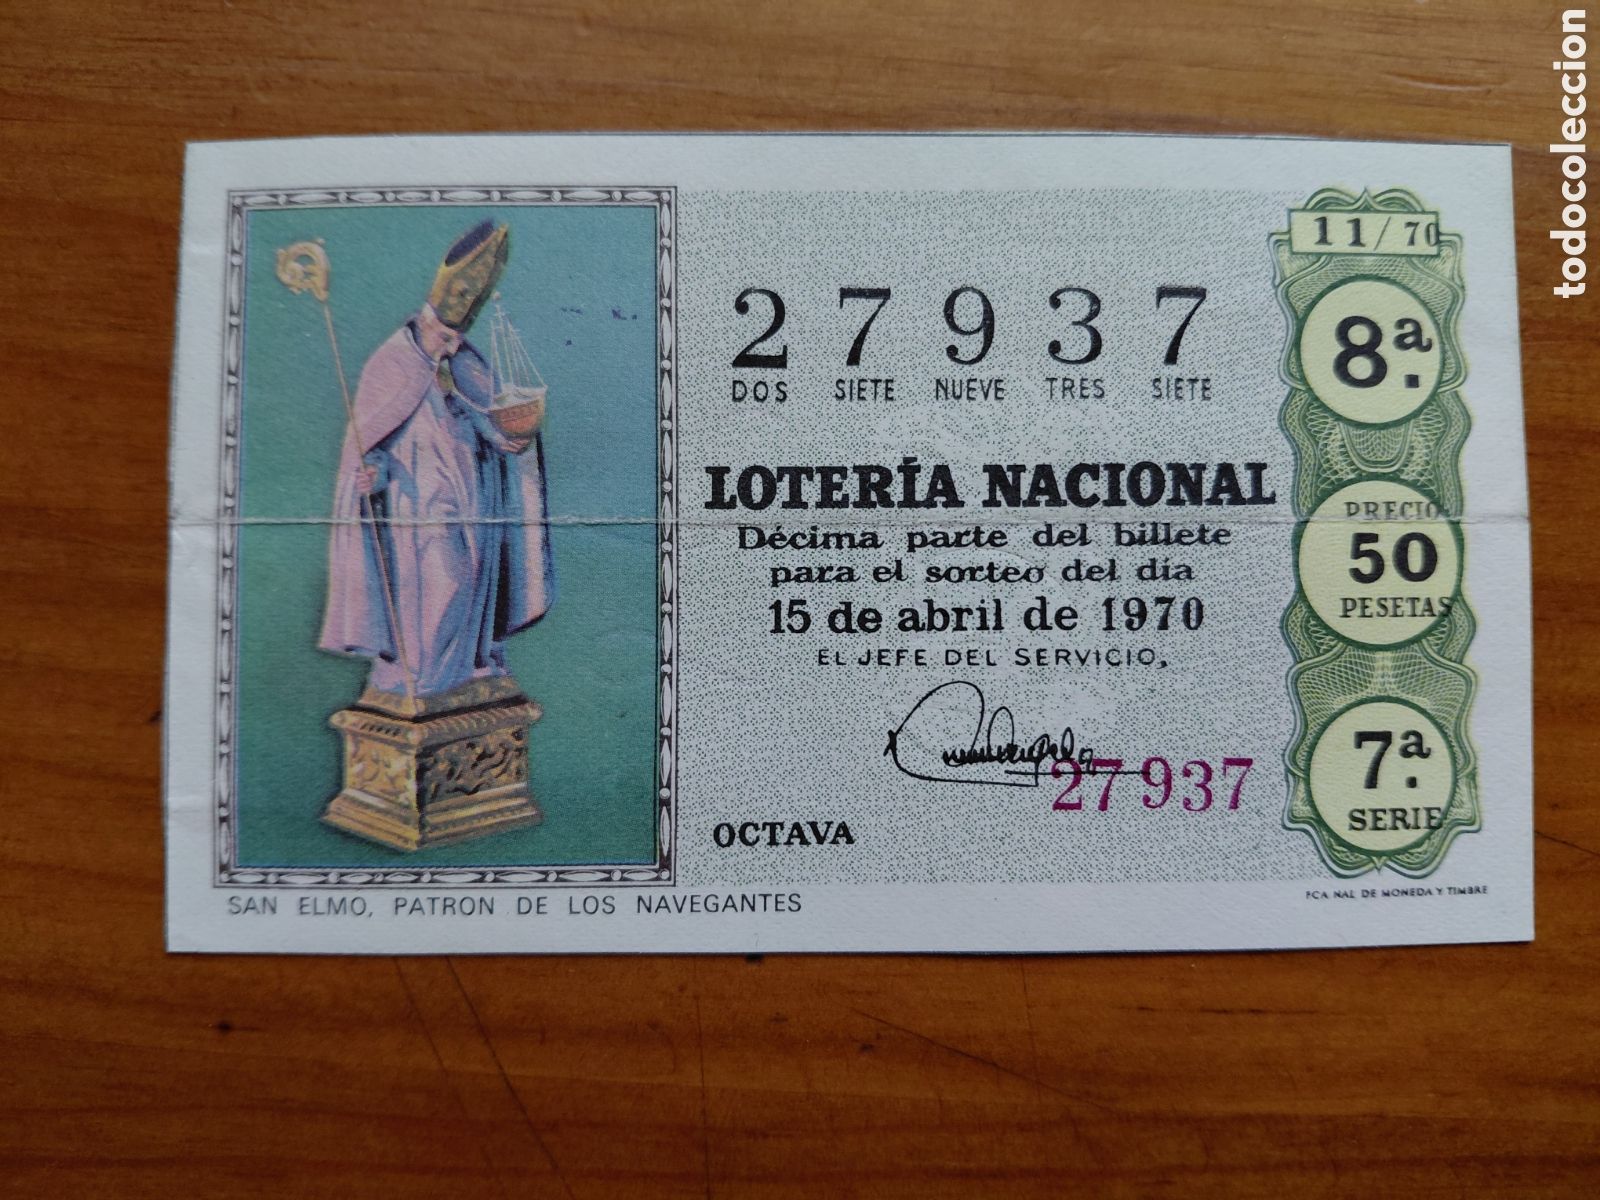 todocoleccion
11/70
27937
DOS SIETE NUEVE TRES SIETE
8ª.
LOTERÍA NACIONAL
Décima parte del billete
para el sorteo del día
15 de abril de 1970
EL JEFE DEL SERVICIO,
PRECIO
50
PESETAS
27937
OCTAVA
7ª.
SERIE
FCA NAL DE MONEDA Y TIMBRE
SAN ELMO, PATRON DE LOS NAVEGANTES